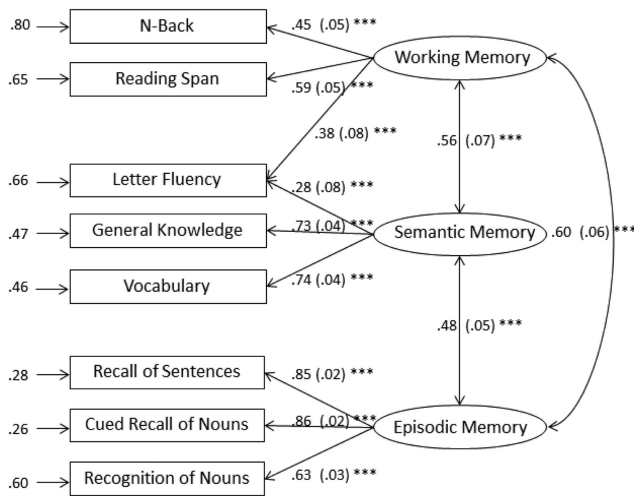 .80 N-Back .45 (.05) ***
Working Memory
.65 Reading Span .59 (.05) ***
.38 (.08) ***
.56 (.07) ***
.66 Letter Fluency .28 (.08) ***
.47 General Knowledge .73 (.04) *** Semantic Memory .60 (.06) ***
.46 Vocabulary .74 (.04) ***
.48 (.05) ***
.28 Recall of Sentences .85 (.02) ***
.26 Cued Recall of Nouns .86 (.02) *** Episodic Memory
.60 Recognition of Nouns .63 (.03) ***